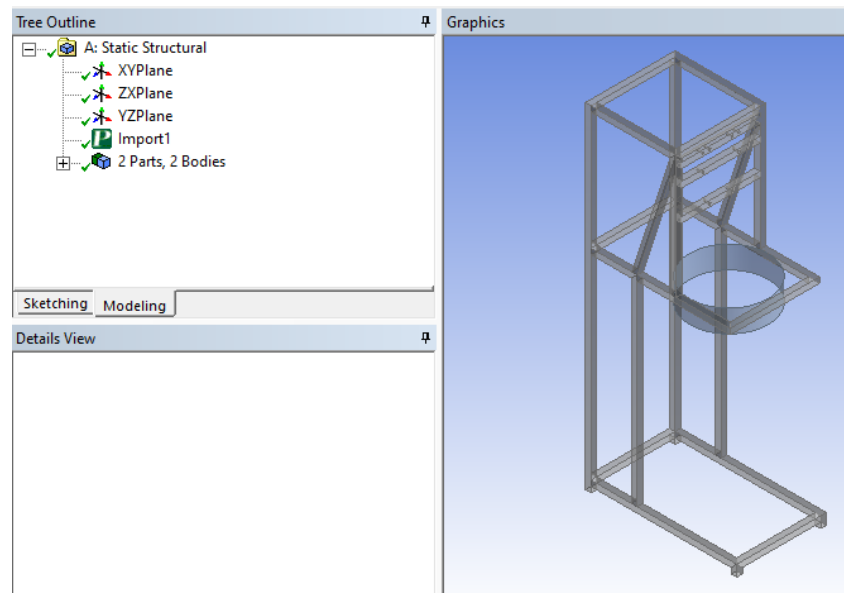 Tree Outline
Graphics
A: Static Structural
XYPlane
ZXPlane
YZPlane
Import1
2 Parts, 2 Bodies
Sketching Modeling
Details View